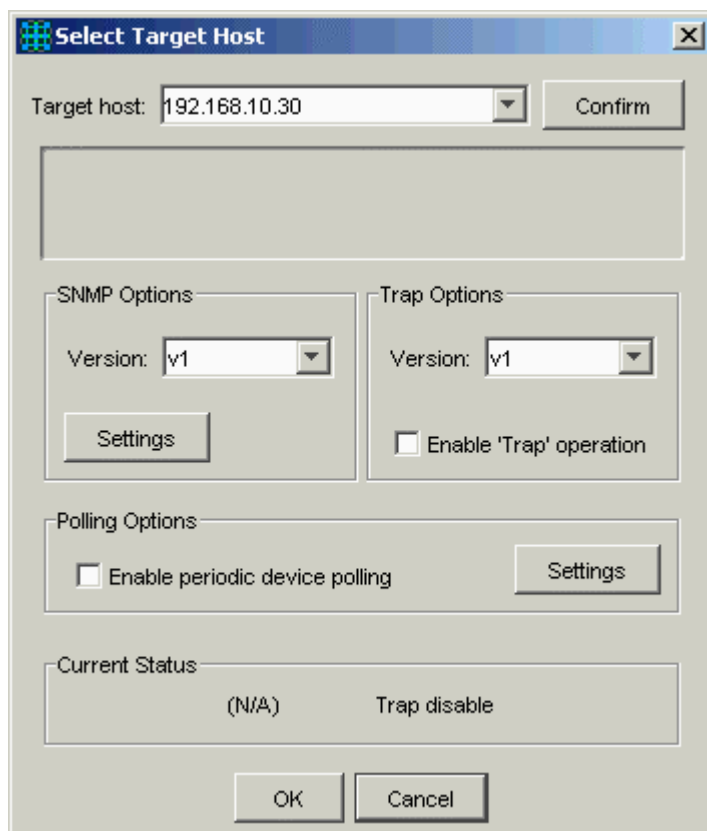 Select Target Host
Target host: 192.168.10.30 Confirm
SNMP Options Trap Options
Version: v1 Version: v1
Settings Enable 'Trap' operation
Polling Options
Enable periodic device polling Settings
Current Status
(N/A) Trap disable
OK Cancel